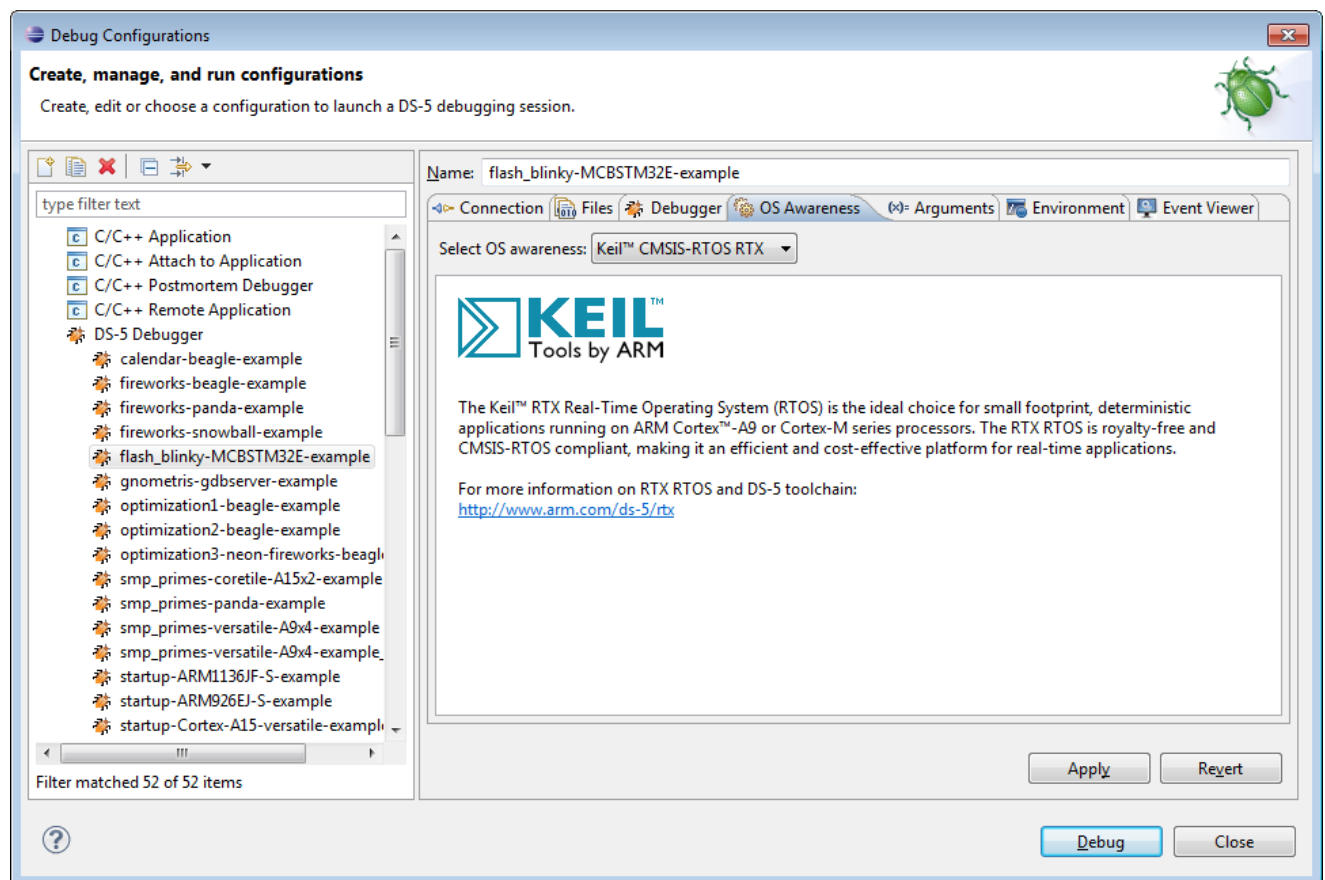 Debug Configurations
Create, manage, and run configurations
Create, edit or choose a configuration to launch a DS-5 debugging session.
type filter text
C/C++ Application
C/C++ Attach to Application
C/C++ Postmortem Debugger
C/C++ Remote Application
DS-5 Debugger
calendar-beagle-example
fireworks-beagle-example
fireworks-panda-example
fireworks-snowball-example
flash_blinky-MCBSTM32E-example
gnometris-gdbserver-example
optimization1-beagle-example
optimization2-beagle-example
optimization3-neon-fireworks-beagl
smp_primes-coretile-A15x2-example
smp_primes-panda-example
smp_primes-versatile-A9x4-example
smp_primes-versatile-A9x4-example_
startup-ARM1136JF-S-example
startup-ARM926EJ-S-example
startup-Cortex-A15-versatile-exampl
Filter matched 52 of 52 items
Name: flash_blinky-MCBSTM32E-example
Connection Files Debugger OS Awareness (x)= Arguments Environment Event Viewer
Select OS awareness: Keil™ CMSIS-RTOS RTX
KEIL™
Tools by ARM
The Keil™ RTX Real-Time Operating System (RTOS) is the ideal choice for small footprint, deterministic
applications running on ARM Cortex™-A9 or Cortex-M series processors. The RTX RTOS is royalty-free and
CMSIS-RTOS compliant, making it an efficient and cost-effective platform for real-time applications.
For more information on RTX RTOS and DS-5 toolchain:
http://www.arm.com/ds-5/rtx
Apply Revert
Debug Close